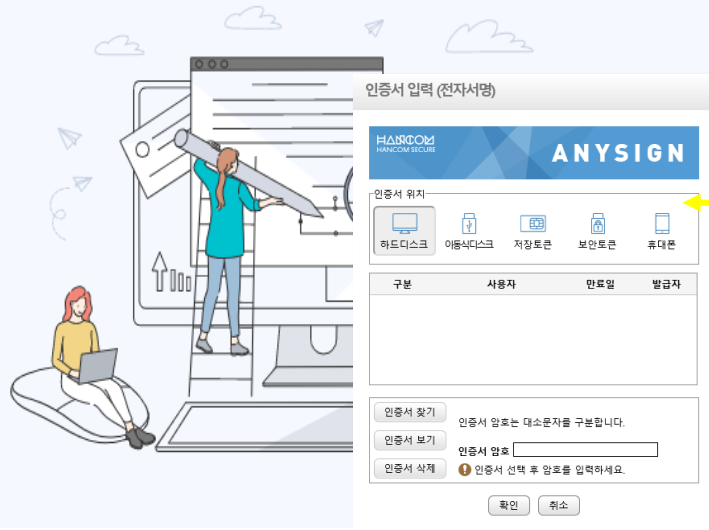 인증서 입력 (전자서명)
HANCOM
HANCOM SECURE
ANYSIGN
인증서 위치
하드디스크 이동식디스크 저장토큰 보안토큰 휴대폰
구분 사용자 만료일 발급자
인증서 찾기
인증서 암호는 대소문자를 구분합니다.
인증서 보기
인증서 암호
인증서 삭제
인증서 선택 후 암호를 입력하세요.
확인 취소